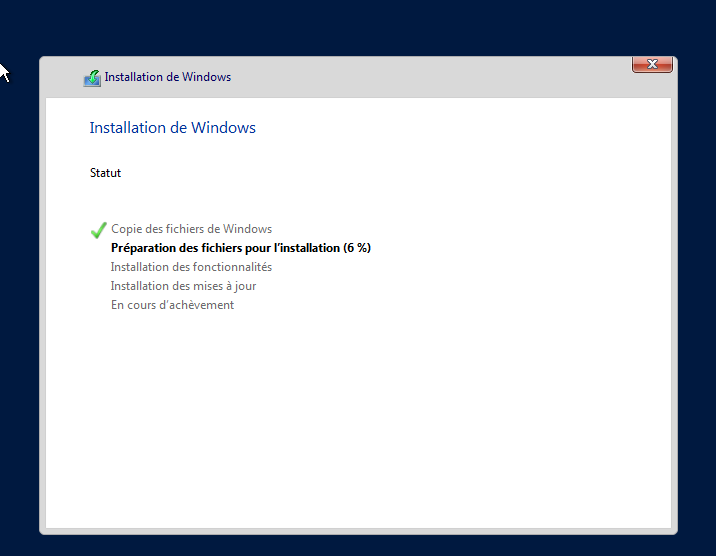 Installation de Windows
Installation de Windows
Statut
Copie des fichiers de Windows
Préparation des fichiers pour l'installation (6 %)
Installation des fonctionnalités
Installation des mises à jour
En cours d'achèvement